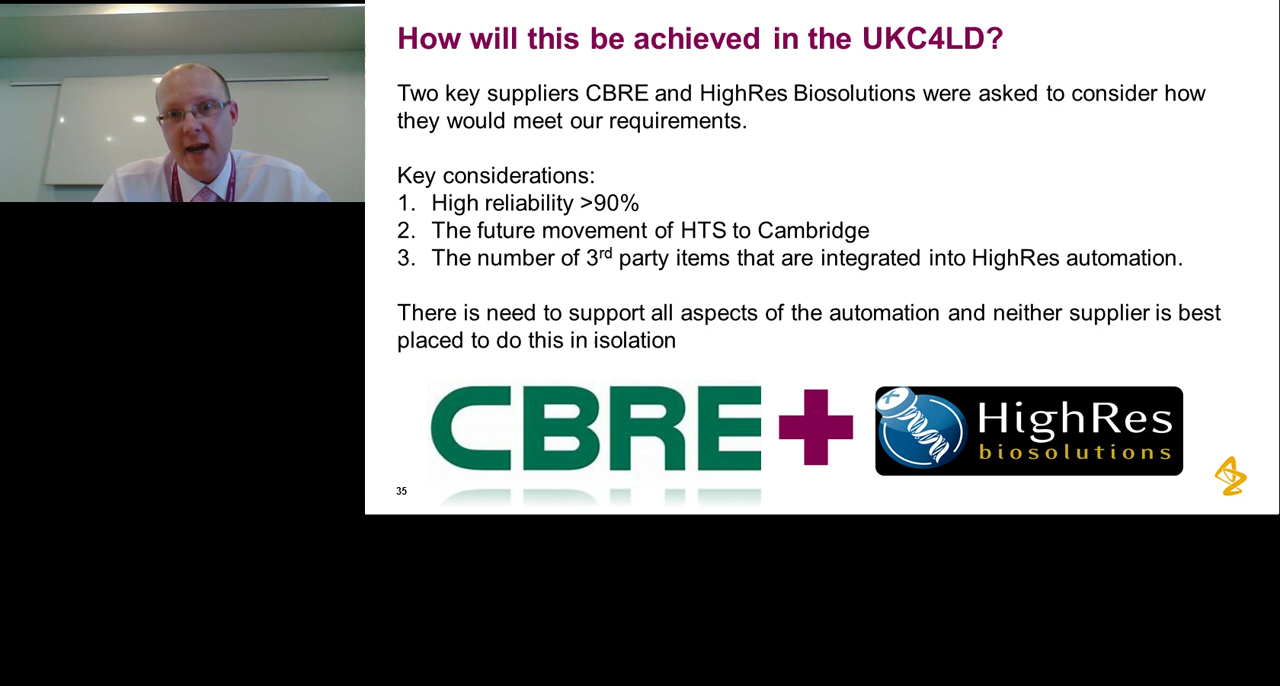 How will this be achieved in the UKC4LD?
Two key suppliers CBRE and HighRes Biosolutions were asked to consider how
they would meet our requirements.
Key considerations:
1. High reliability >90%
2. The future movement of HTS to Cambridge
3. The number of 3rd party items that are integrated into HighRes automation.
There is need to support all aspects of the automation and neither supplier is best
placed to do this in isolation
CBRE
HighRes
biosolutions
35